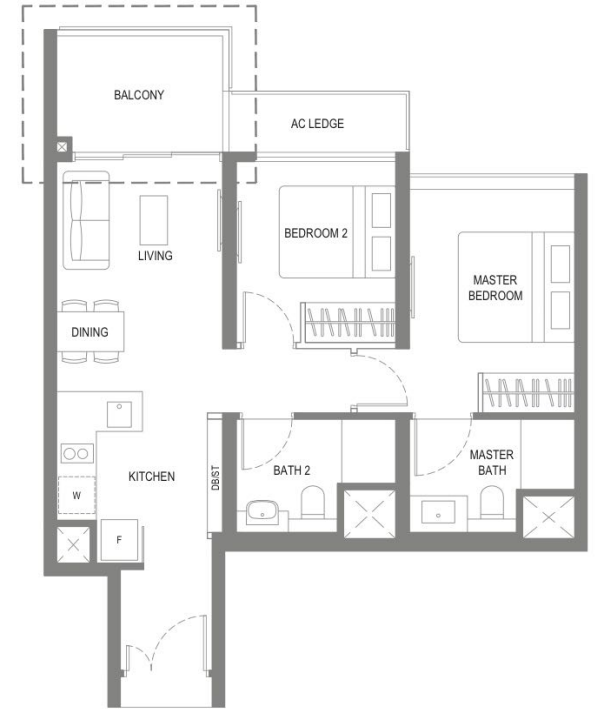 BALCONY
AC LEDGE
BEDROOM 2
LIVING
MASTER
BEDROOM
DINING
MASTER
BATH
BATH 2
KITCHEN
DB/ST
W
F